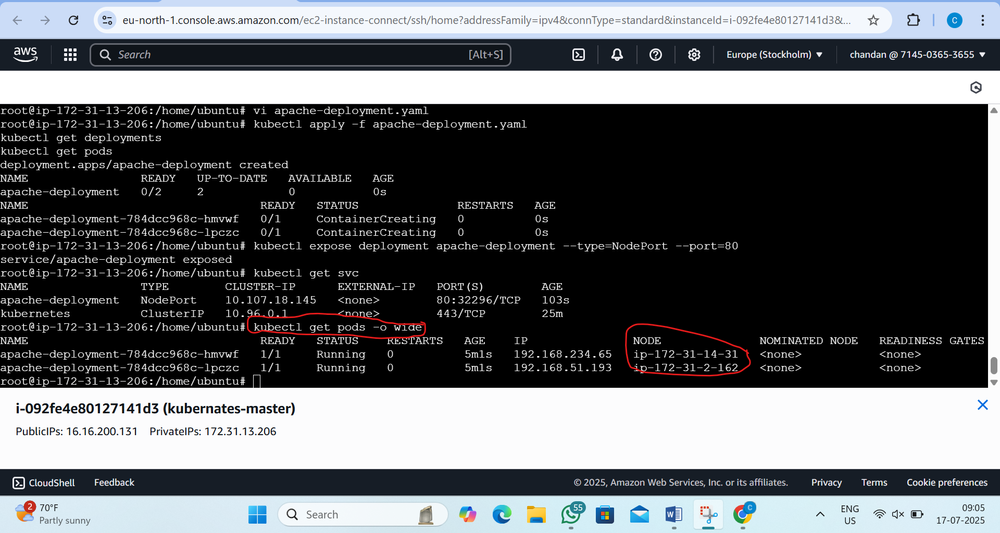 eu-north-1.console.aws.amazon.com/ec2-instance-connect/ssh/home?addressFamily=ipv4&connType=standard&instanceId=i-092fe4e80127141d3&...
C
aws
Search [Alt+S]
Europe (Stockholm) ▼
chandan @ 7145-0365-3655 ▼
root@ip-172-31-13-206:/home/ubuntu# vi apache-deployment.yaml
root@ip-172-31-13-206:/home/ubuntu# kubectl apply -f apache-deployment.yaml
kubectl get deployments
kubectl get pods
deployment.apps/apache-deployment created
NAME READY UP-TO-DATE AVAILABLE AGE
apache-deployment 0/2 2 0 0s
NAME READY STATUS RESTARTS AGE
apache-deployment-784dcc968c-hmvwf 0/1 ContainerCreating 0 0s
apache-deployment-784dcc968c-lpczc 0/1 ContainerCreating 0 0s
root@ip-172-31-13-206:/home/ubuntu# kubectl expose deployment apache-deployment --type=NodePort --port=80
service/apache-deployment exposed
root@ip-172-31-13-206:/home/ubuntu# kubectl get svc
NAME TYPE CLUSTER-IP EXTERNAL-IP PORT(S) AGE
apache-deployment NodePort 10.107.18.145 <none> 80:32296/TCP 103s
kubernetes ClusterIP 10.96.0.1 <none> 443/TCP 25m
root@ip-172-31-13-206:/home/ubuntu# kubectl get pods -o wide
NAME READY STATUS RESTARTS AGE IP NODE NOMINATED NODE READINESS GATES
apache-deployment-784dcc968c-hmvwf 1/1 Running 0 5m1s 192.168.234.65 ip-172-31-14-31 <none> <none>
apache-deployment-784dcc968c-lpczc 1/1 Running 0 5m1s 192.168.51.193 ip-172-31-2-162 <none> <none>
root@ip-172-31-13-206:/home/ubuntu#
i-092fe4e80127141d3 (kubernates-master)
PublicIPs: 16.16.200.131 PrivateIPs: 172.31.13.206
CloudShell Feedback
© 2025, Amazon Web Services, Inc. or its affiliates. Privacy Terms Cookie preferences
2
70°F
Partly sunny
Search
55
W
C
ENG
US
09:05
17-07-2025